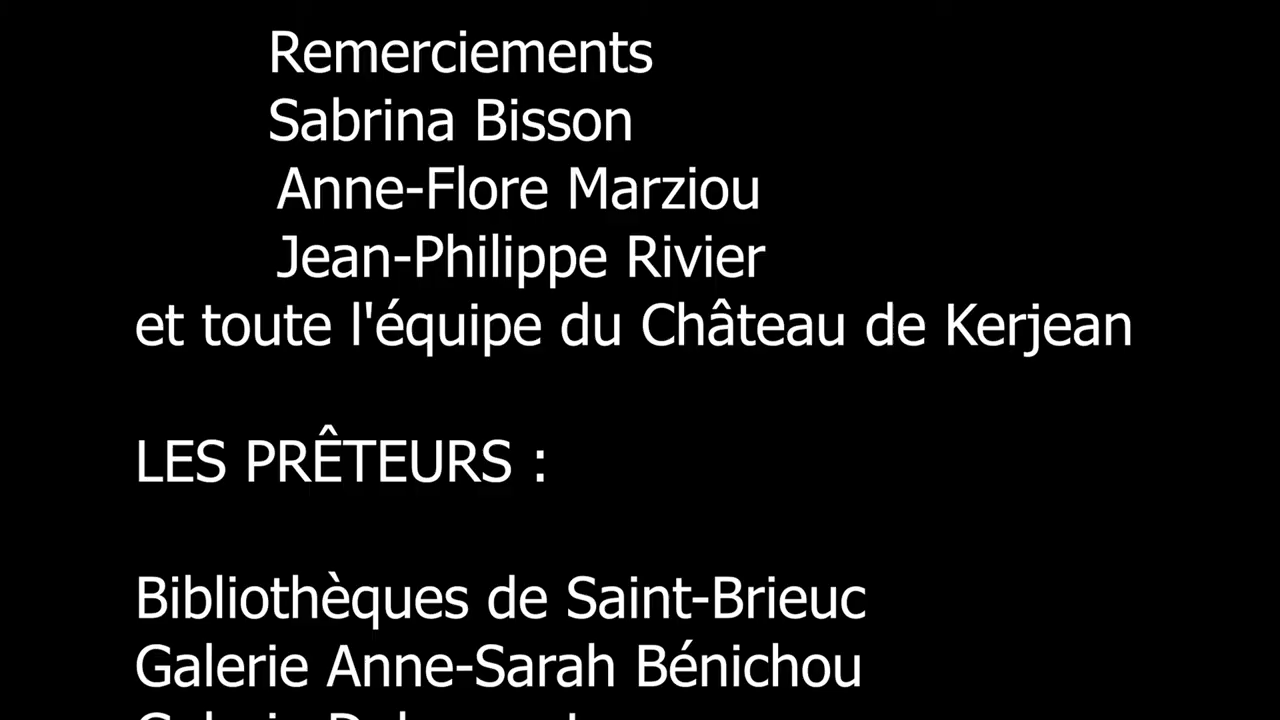 Remerciements
Sabrina Bisson
Anne-Flore Marziou
Jean-Philippe Rivier
et toute l'équipe du Château de Kerjean
LES PRÊTEURS :
Bibliothèques de Saint-Brieuc
Galerie Anne-Sarah Bénichou
Galerie